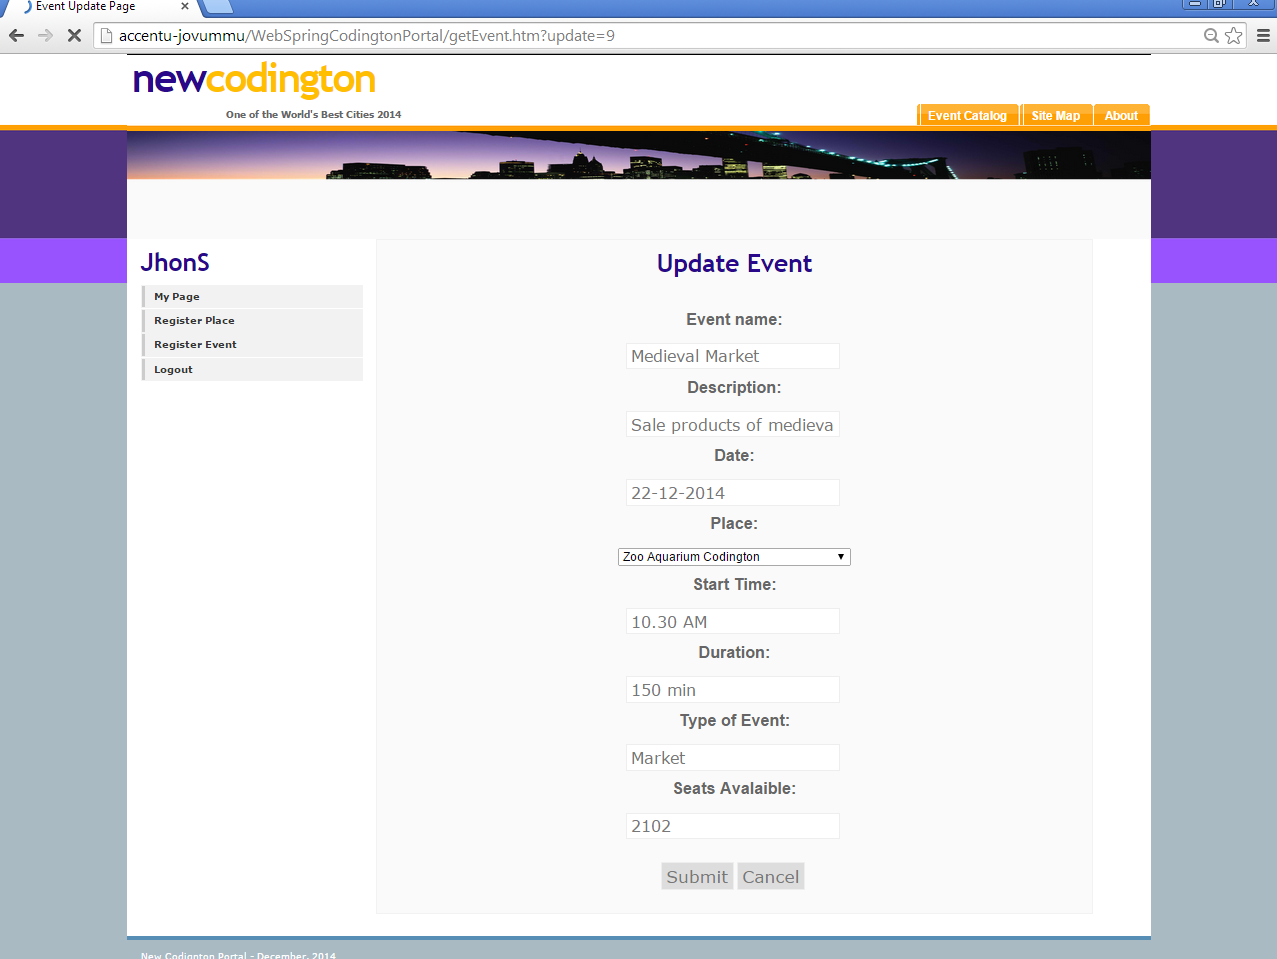 Event Update Page
accentu-jovummu/WebSpringCodingtonPortal/getEvent.htm?update=9
newcodington
One of the World's Best Cities 2014
Event Catalog
Site Map
About
JhonS
My Page
Register Place
Register Event
Logout
Update Event
Event name:
Medieval Market
Description:
Sale products of medieva
Date:
22-12-2014
Place:
Zoo Aquarium Codington
Start Time:
10.30 AM
Duration:
150 min
Type of Event:
Market
Seats Avalaible:
2102
Submit Cancel
New Codington Portal - December, 2014